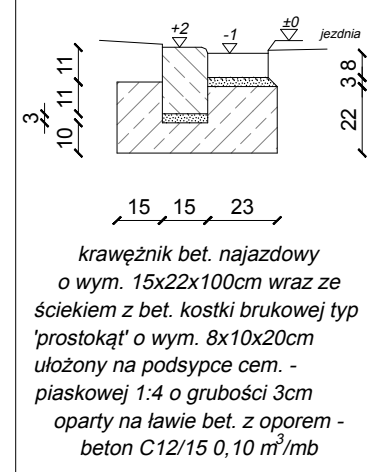 +2 -1 ±0 jezdnia
11 8
3
11
3 22
10
15 15 23
krawężnik bet. najazdowy
o wym. 15x22x100cm wraz ze
ściekiem z bet. kostki brukowej typ
'prostokąt' o wym. 8x10x20cm
ułożony na podsypce cem. -
piaskowej 1:4 o grubości 3cm
oparty na ławie bet. z oporem -
beton C12/15 0,10 m³/mb